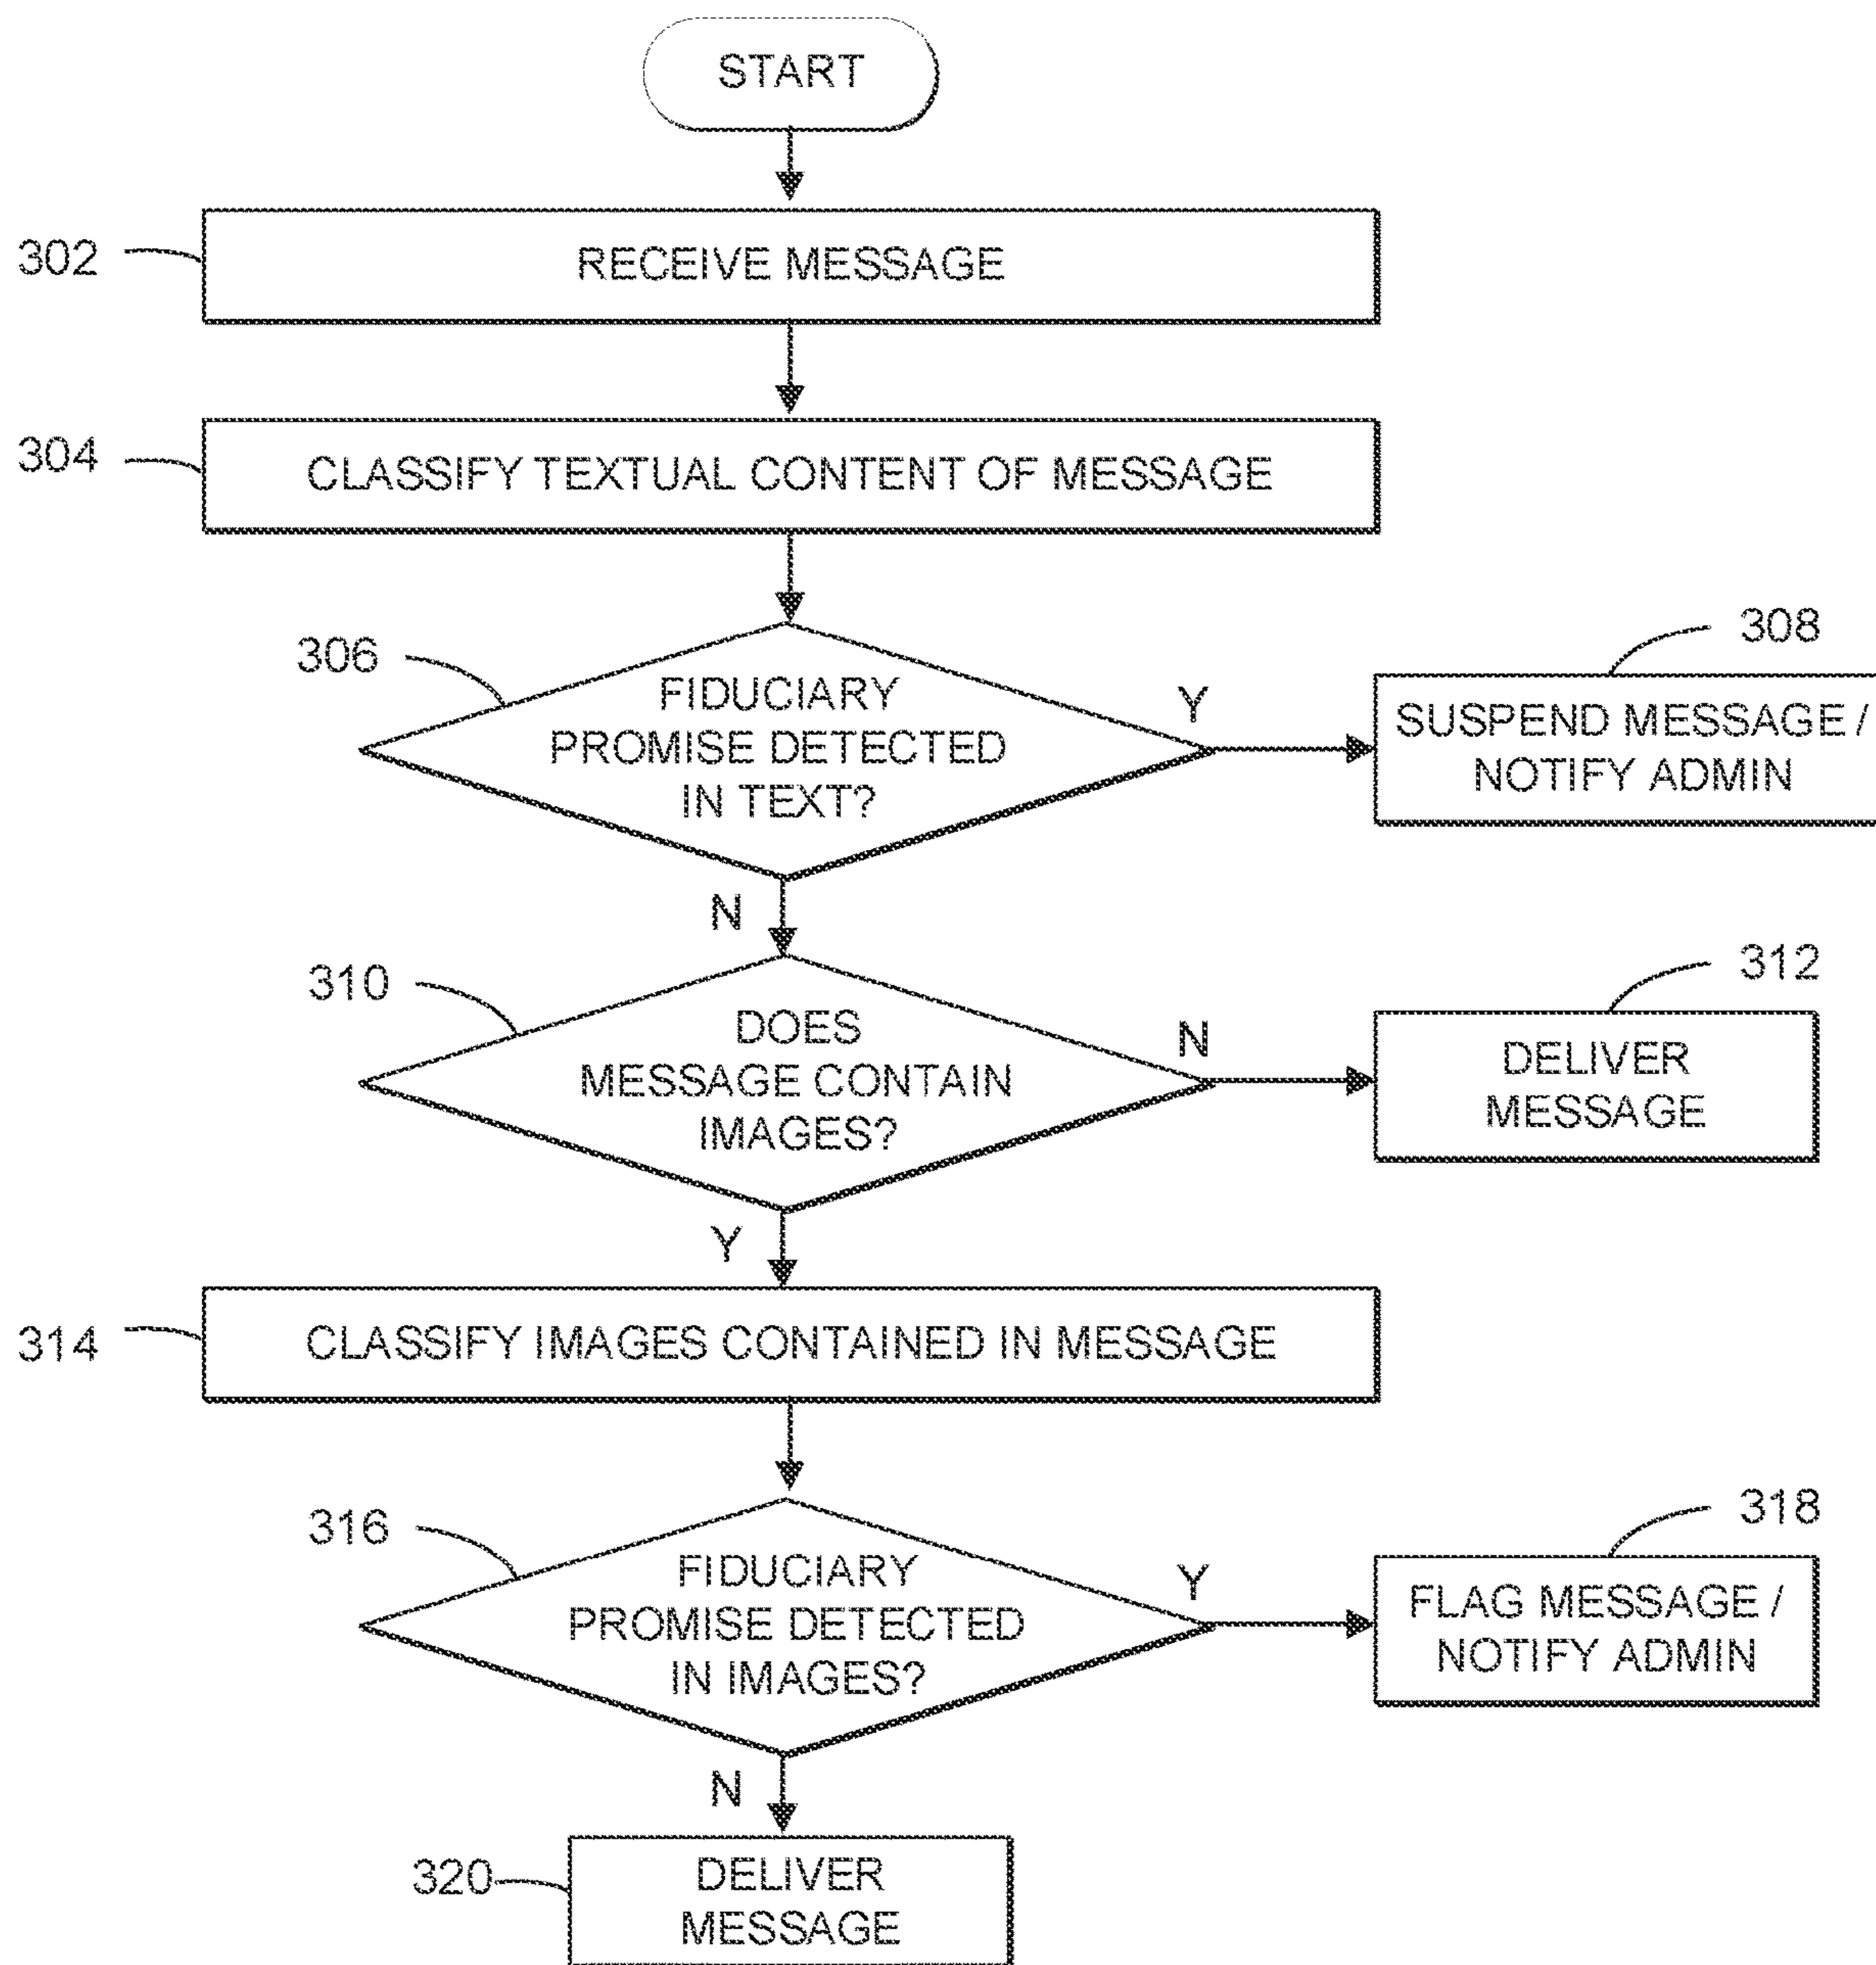 START
302
RECEIVE MESSAGE
304
CLASSIFY TEXTUAL CONTENT OF MESSAGE
306
FIDUCIARY
PROMISE DETECTED
IN TEXT?
Y
308
SUSPEND MESSAGE /
NOTIFY ADMIN
N
310
DOES
MESSAGE CONTAIN
IMAGES?
N
312
DELIVER
MESSAGE
Y
314
CLASSIFY IMAGES CONTAINED IN MESSAGE
316
FIDUCIARY
PROMISE DETECTED
IN IMAGES?
Y
318
FLAG MESSAGE /
NOTIFY ADMIN
N
320
DELIVER
MESSAGE